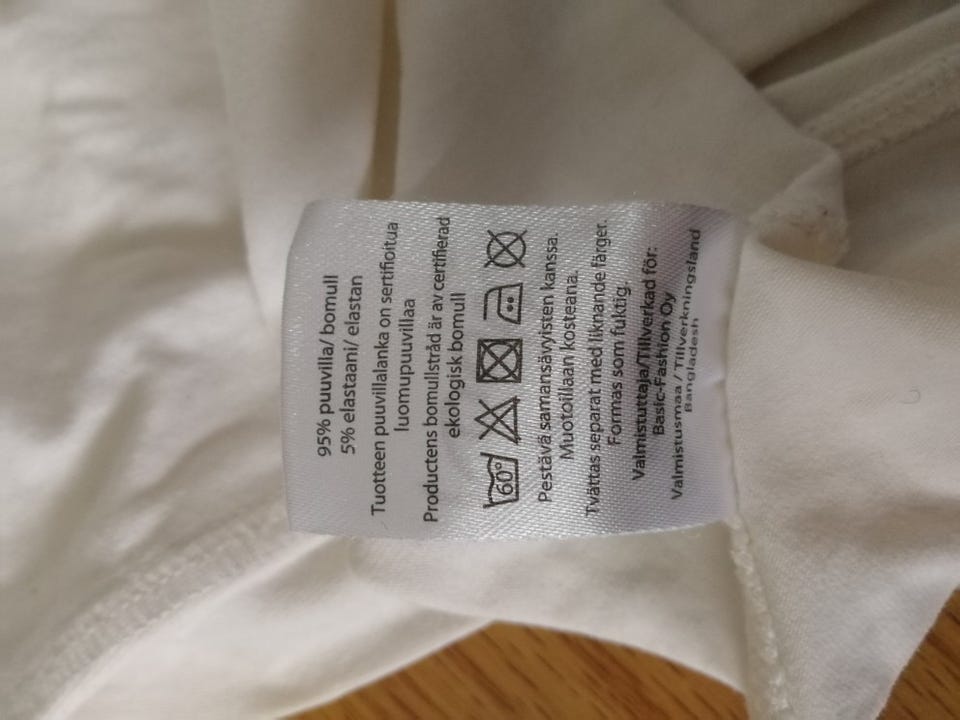 95% puuvilla/ bomull
5% elastaani/ elastan
Tuotteen puuvillalanka on sertifioitua
luomupuuvillaa
Productens bomullstråd är av certifierad
ekologisk bomull
60°
Pestävä samansävyisten kanssa.
Muotoillaan kosteana.
Tvättas separat med liknande färger.
Formas som fuktig.
Valmistuttaja/Tillverkad för:
Basic-Fashion Oy
Valmistusmaa / Tillverkningsland
Bangladesh